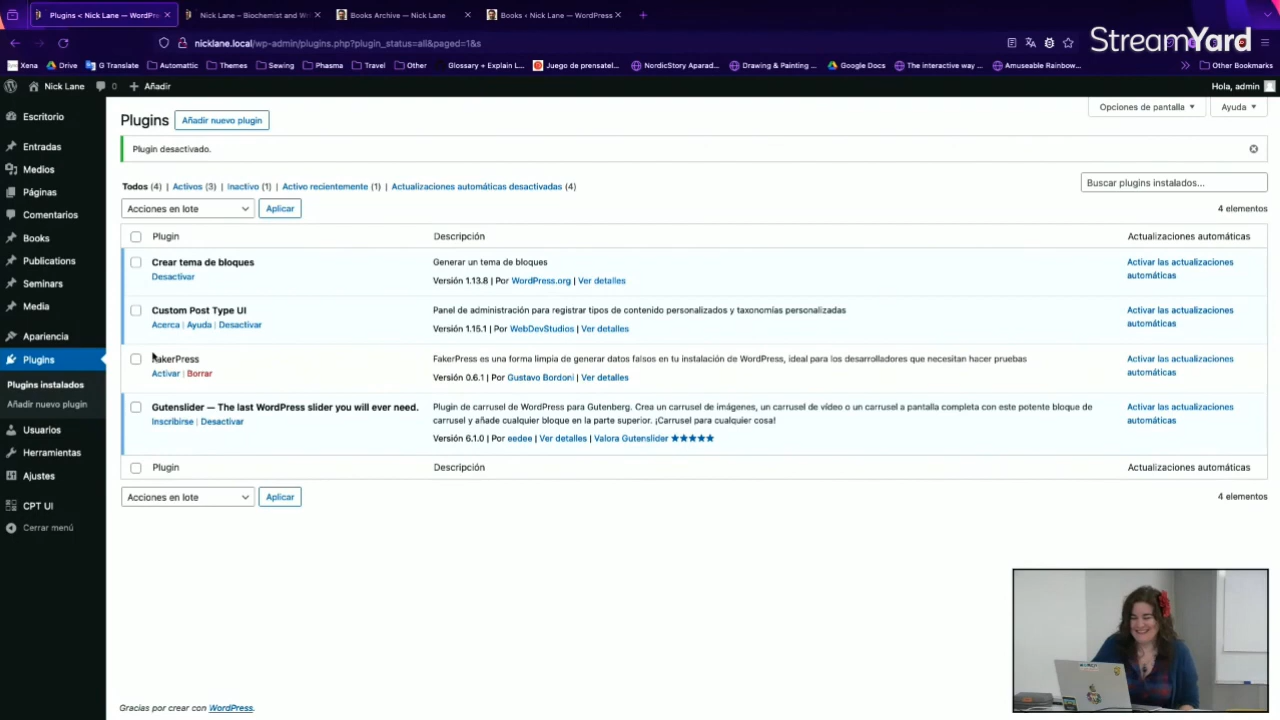 Plugins < Nick Lane — WordPre
Nick Lane – Biochemist and W
Books Archive — Nick Lane
Books < Nick Lane — WordPress
StreamYard
nicklane.local/wp-admin/plugins.php?plugin_status=all&paged=1&s
Xena
Drive
G Translate
Automattic
Themes
Sewing
Phasma
Travel
Other
Glossary + Explain L...
Juego de prensatel...
NordicStory Aparad...
Drawing & Painting ...
Google Docs
The interactive way ...
Amuseable Rainbow...
Other Bookmarks
Nick Lane
0
Añadir
Hola, admin
Escritorio
Entradas
Medios
Páginas
Comentarios
Books
Publications
Seminars
Media
Apariencia
Plugins
Plugins instalados
Añadir nuevo plugin
Usuarios
Herramientas
Ajustes
CPT UI
Cerrar menú
Opciones de pantalla
Ayuda
Plugins
Añadir nuevo plugin
Plugin desactivado.
Todos (4) | Activos (3) | Inactivo (1) | Activo recientemente (1) | Actualizaciones automáticas desactivadas (4)
Buscar plugins instalados...
Acciones en lote
Aplicar
4 elementos
Plugin
Descripción
Actualizaciones automáticas
Crear tema de bloques
Desactivar
Generar un tema de bloques
Versión 1.13.8 | Por WordPress.org | Ver detalles
Activar las actualizaciones
automáticas
Custom Post Type UI
Acerca | Ayuda | Desactivar
Panel de administración para registrar tipos de contenido personalizados y taxonomías personalizadas
Versión 1.15.1 | Por WebDevStudios | Ver detalles
Activar las actualizaciones
automáticas
FakerPress
Activar | Borrar
FakerPress es una forma limpia de generar datos falsos en tu instalación de WordPress, ideal para los desarrolladores que necesitan hacer pruebas
Versión 0.6.1 | Por Gustavo Bordoni | Ver detalles
Activar las actualizaciones
automáticas
Gutenslider — The last WordPress slider you will ever need.
Inscribirse | Desactivar
Plugin de carrusel de WordPress para Gutenberg. Crea un carrusel de imágenes, un carrusel de vídeo o un carrusel a pantalla completa con este potente bloque de
carrusel y añade cualquier bloque en la parte superior. ¡Carrusel para cualquier cosa!
Versión 6.1.0 | Por eedee | Ver detalles | Valora Gutenslider ★★★★★
Activar las actualizaciones
automáticas
Plugin
Descripción
Actualizaciones automáticas
Acciones en lote
Aplicar
4 elementos
Gracias por crear con WordPress.